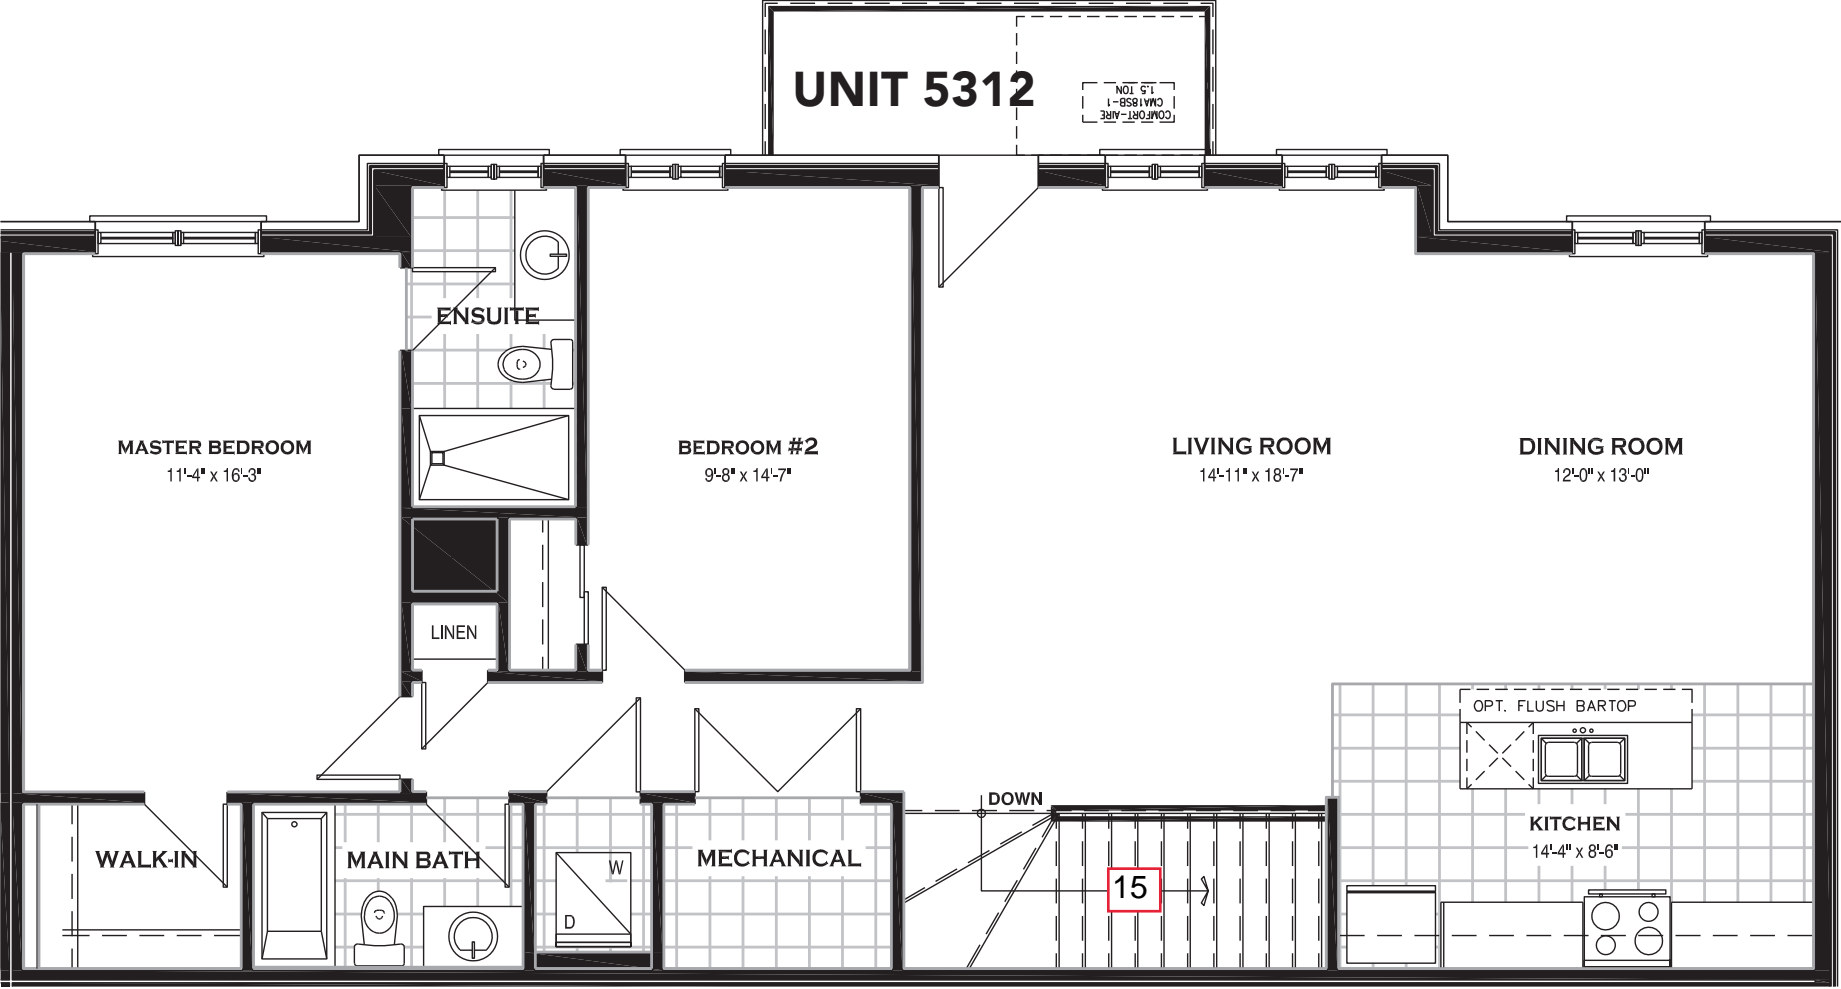 UNIT 5312
COMFORT-AIRE
CMA18SB-1
1.5 TON
ENSUITE
MASTER BEDROOM
11'-4" x 16'-3"
BEDROOM #2
9'-8" x 14'-7"
LIVING ROOM
14'-11" x 18'-7"
DINING ROOM
12'-0" x 13'-0"
LINEN
OPT. FLUSH BARTOP
DOWN
KITCHEN
14'-4" x 8'-6"
WALK-IN
MAIN BATH
W
D
MECHANICAL
15